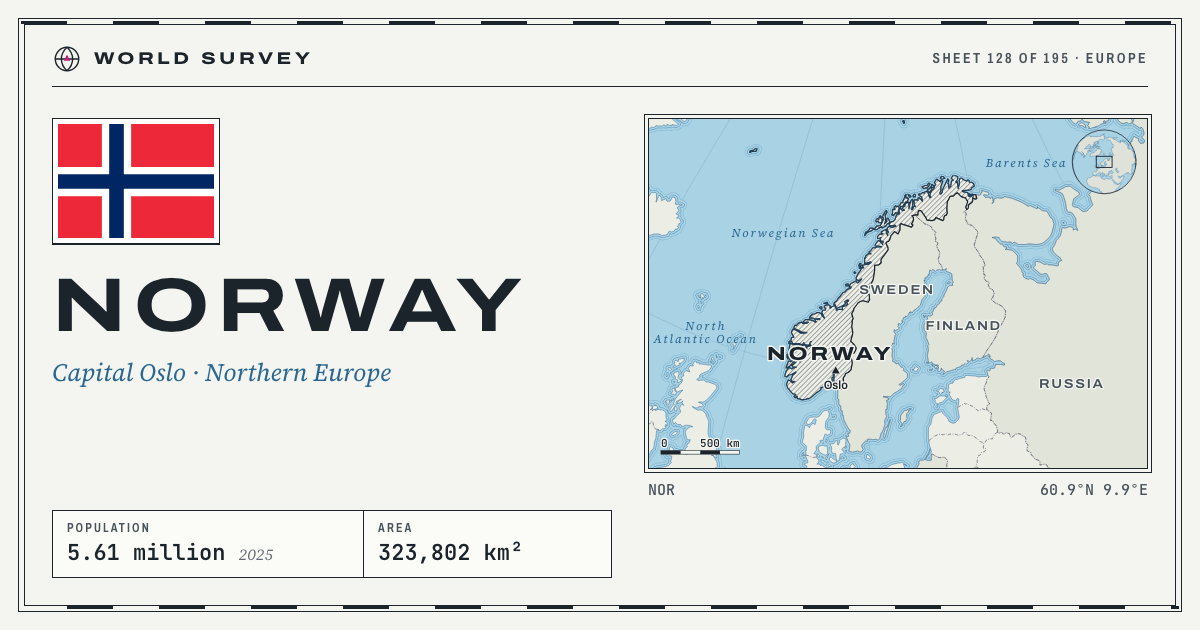 WORLD SURVEY
SHEET 128 OF 195 · EUROPE
NORWAY
Capital Oslo · Northern Europe
Barents Sea
Norwegian Sea
SWEDEN
North
Atlantic Ocean
FINLAND
NORWAY
Oslo
RUSSIA
0 500 km
NOR
60.9°N 9.9°E
POPULATION
5.61 million 2025
AREA
323,802 km²